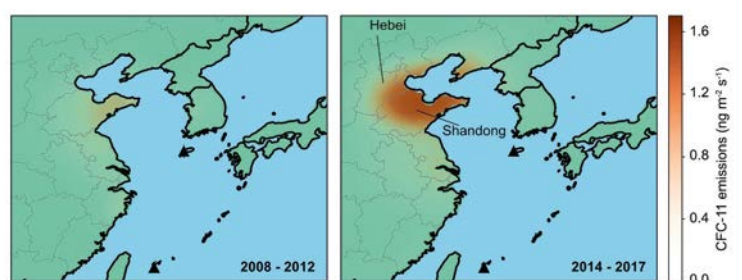 Hebei
Shandong
2008 - 2012
2014 - 2017
1.6
1.2
0.8
0.4
0.0
CFC-11 emissions (ng m⁻² s⁻¹)